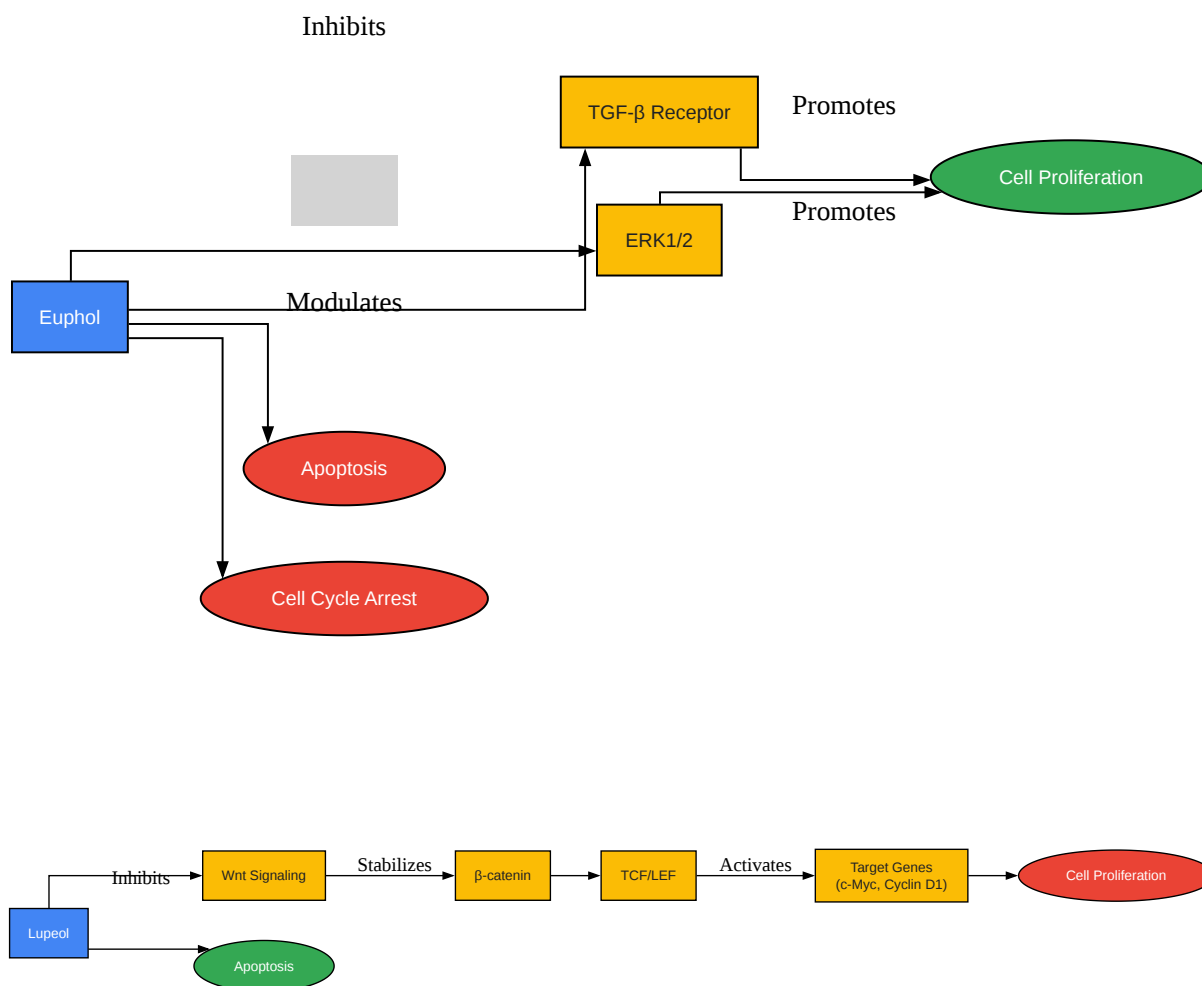 Inhibits
TGF-β Receptor
Promotes
Cell Proliferation
Promotes
ERK1/2
Modulates
Euphol
Apoptosis
Cell Cycle Arrest
Inhibits
Wnt Signaling
Stabilizes
β-catenin
TCF/LEF
Activates
Target Genes
(c-Myc, Cyclin D1)
Cell Proliferation
Lupeol
Apoptosis